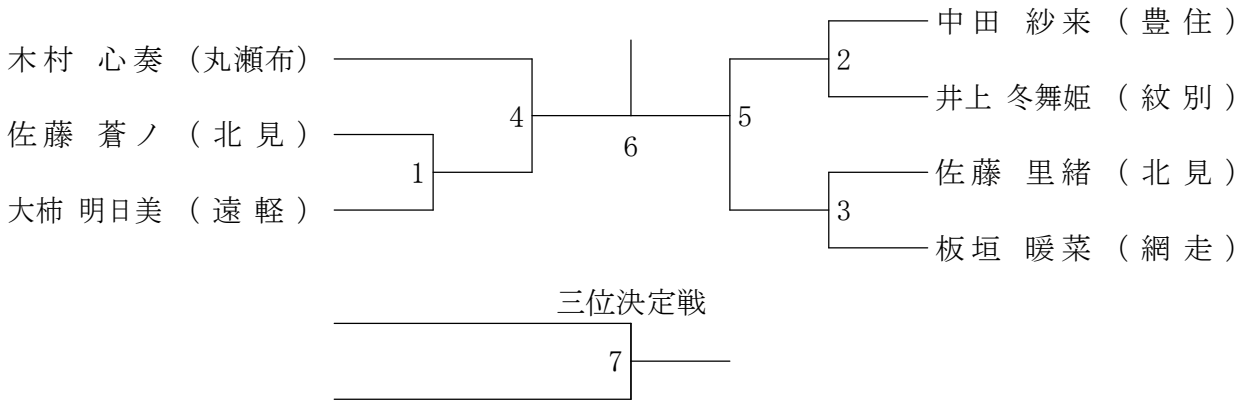 木村 心奏 (丸瀬布)
佐藤 蒼ノ (北見)
大柿 明日美 (遠軽)
1
4
6
5
2
3
中田 紗来 (豊住)
井上 冬舞姫 (紋別)
佐藤 里緒 (北見)
板垣 暖菜 (網走)
三位決定戦
7